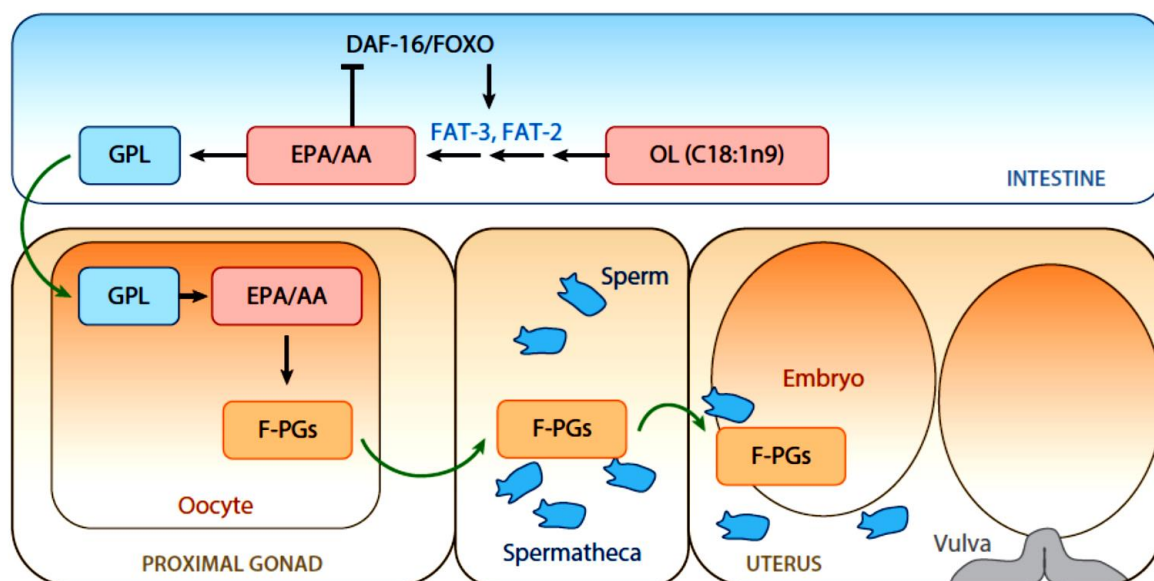 DAF-16/FOXO
FAT-3, FAT-2
GPL
EPA/AA
OL (C18:1n9)
INTESTINE
GPL
EPA/AA
F-PGs
Oocyte
PROXIMAL GONAD
Sperm
F-PGs
Spermatheca
Embryo
F-PGs
UTERUS
Vulva